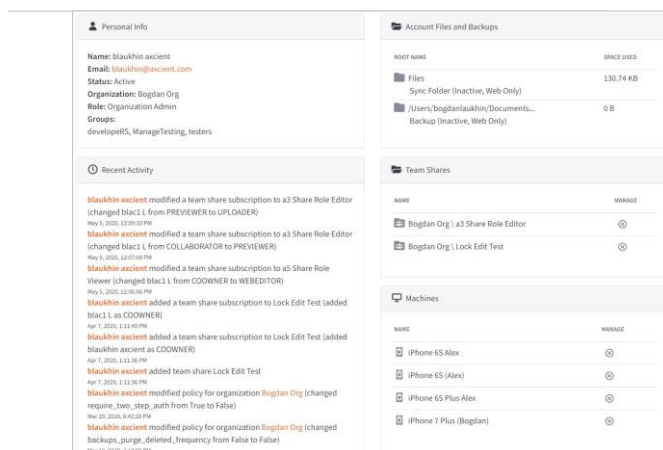 Personal Info
Name: blaukhin axcient
Email: blaukhin@axcient.com
Status: Active
Organization: Bogdan Org
Role: Organization Admin
Groups:
developeRS, ManageTesting, testers
Recent Activity
blaukhin axcient modified a team share subscription to a3 Share Role Editor
(changed blac1 L from PREVIEWER to UPLOADER)
May 5, 2020, 12:09:33 PM
blaukhin axcient modified a team share subscription to a3 Share Role Editor
(changed blac1 L from COLLABORATOR to PREVIEWER)
May 5, 2020, 12:07:08 PM
blaukhin axcient modified a team share subscription to a5 Share Role
Viewer (changed blac1 L from COOWNER to WEBEDITOR)
May 5, 2020, 12:06:06 PM
blaukhin axcient added a team share subscription to Lock Edit Test (added
blac1 L as COOWNER)
Apr 7, 2020, 1:11:40 PM
blaukhin axcient added a team share subscription to Lock Edit Test (added
blaukhin axcient as COOWNER)
Apr 7, 2020, 1:11:36 PM
blaukhin axcient added team share Lock Edit Test
Apr 7, 2020, 1:11:36 PM
blaukhin axcient modified policy for organization Bogdan Org (changed
require_two_step_auth from True to False)
Mar 19, 2020, 8:42:28 PM
blaukhin axcient modified policy for organization Bogdan Org (changed
backups_purge_deleted_frequency from False to False)
Account Files and Backups
ROOT NAME SPACE USED
Files 130.74 KB
Sync Folder (Inactive, Web Only)
/Users/bogdanlaukhin/Documents... 0 B
Backup (Inactive, Web Only)
Team Shares
NAME MANAGE
Bogdan Org \ a3 Share Role Editor
Bogdan Org \ Lock Edit Test
Machines
NAME MANAGE
iPhone 6S Alex
iPhone 6S (Alex)
iPhone 6S Plus Alex
iPhone 7 Plus (Bogdan)